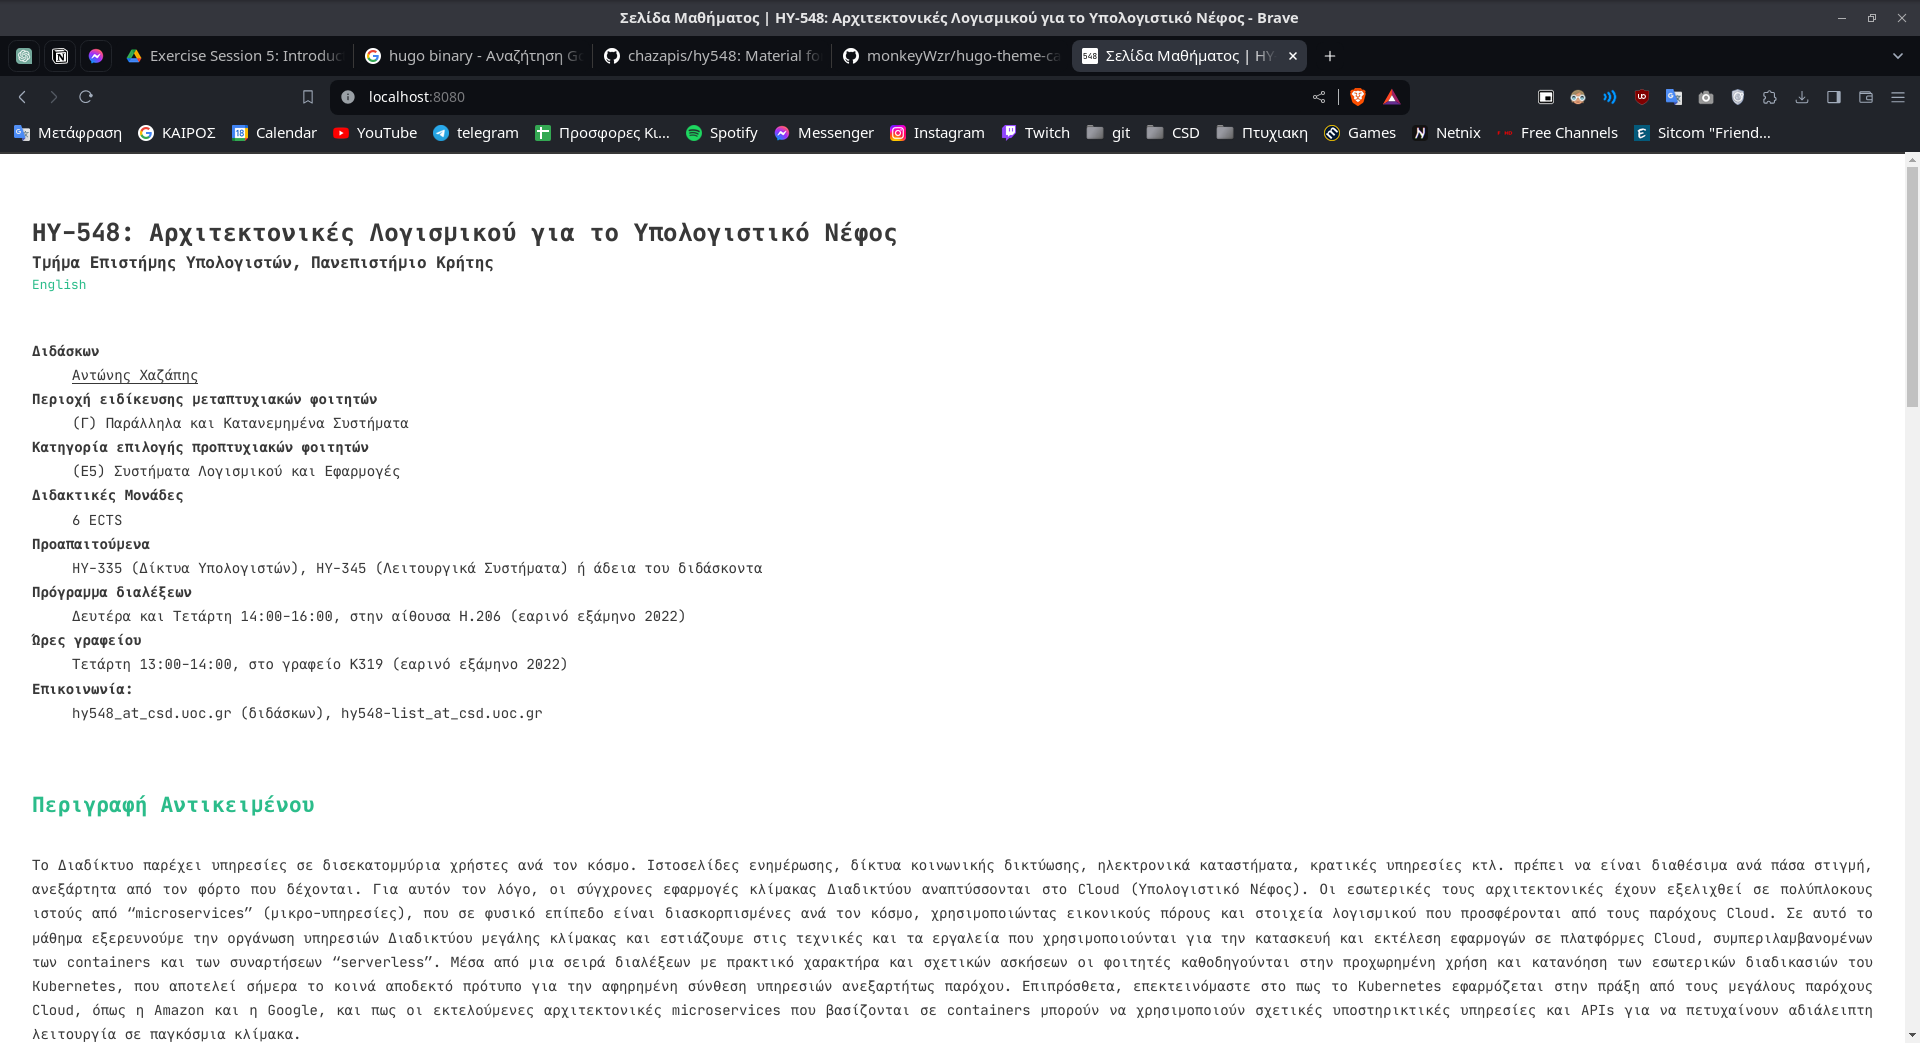 Σελίδα Μαθήματος | ΗΥ-548: Αρχιτεκτονικές Λογισμικού για το Υπολογιστικό Νέφος - Brave
Exercise Session 5: Introduc
hugo binary - Αναζήτηση Go
chazapis/hy548: Material fo
monkeyWzr/hugo-theme-ca
548
Σελίδα Μαθήματος | ΗΥ
localhost:8080
Μετάφραση
ΚΑΙΡΟΣ
Calendar
YouTube
telegram
Προσφορες Κι...
Spotify
Messenger
Instagram
Twitch
git
CSD
Πτυχιακη
Games
Netnix
Free Channels
Sitcom "Friend...
ΗΥ-548: Αρχιτεκτονικές Λογισμικού για το Υπολογιστικό Νέφος
Τμήμα Επιστήμης Υπολογιστών, Πανεπιστήμιο Κρήτης
English
Διδάσκων
Αντώνης Χαζάπης
Περιοχή ειδίκευσης μεταπτυχιακών φοιτητών
(Γ) Παράλληλα και Κατανεμημένα Συστήματα
Κατηγορία επιλογής προπτυχιακών φοιτητών
(Ε5) Συστήματα Λογισμικού και Εφαρμογές
Διδακτικές Μονάδες
6 ECTS
Προαπαιτούμενα
ΗΥ-335 (Δίκτυα Υπολογιστών), ΗΥ-345 (Λειτουργικά Συστήματα) ή άδεια του διδάσκοντα
Πρόγραμμα διαλέξεων
Δευτέρα και Τετάρτη 14:00-16:00, στην αίθουσα Η.206 (εαρινό εξάμηνο 2022)
Ώρες γραφείου
Τετάρτη 13:00-14:00, στο γραφείο Κ319 (εαρινό εξάμηνο 2022)
Επικοινωνία:
hy548_at_csd.uoc.gr (διδάσκων), hy548-list_at_csd.uoc.gr
Περιγραφή Αντικειμένου
Το Διαδίκτυο παρέχει υπηρεσίες σε δισεκατομμύρια χρήστες ανά τον κόσμο. Ιστοσελίδες ενημέρωσης, δίκτυα κοινωνικής δικτύωσης, ηλεκτρονικά καταστήματα, κρατικές υπηρεσίες κτλ. πρέπει να είναι διαθέσιμα ανά πάσα στιγμή,
ανεξάρτητα από τον φόρτο που δέχονται. Για αυτόν τον λόγο, οι σύγχρονες εφαρμογές κλίμακας Διαδικτύου αναπτύσσονται στο Cloud (Υπολογιστικό Νέφος). Οι εσωτερικές τους αρχιτεκτονικές έχουν εξελιχθεί σε πολύπλοκους
ιστούς από “microservices” (μικρο-υπηρεσίες), που σε φυσικό επίπεδο είναι διασκορπισμένες ανά τον κόσμο, χρησιμοποιώντας εικονικούς πόρους και στοιχεία λογισμικού που προσφέρονται από τους παρόχους Cloud. Σε αυτό το
μάθημα εξερευνούμε την οργάνωση υπηρεσιών Διαδικτύου μεγάλης κλίμακας και εστιάζουμε στις τεχνικές και τα εργαλεία που χρησιμοποιούνται για την κατασκευή και εκτέλεση εφαρμογών σε πλατφόρμες Cloud, συμπεριλαμβανομένων
των containers και των συναρτήσεων “serverless”. Μέσα από μια σειρά διαλέξεων με πρακτικό χαρακτήρα και σχετικών ασκήσεων οι φοιτητές καθοδηγούνται στην προχωρημένη χρήση και κατανόηση των εσωτερικών διαδικασιών του
Kubernetes, που αποτελεί σήμερα το κοινά αποδεκτό πρότυπο για την αφηρημένη σύνθεση υπηρεσιών ανεξαρτήτως παρόχου. Επιπρόσθετα, επεκτεινόμαστε στο πως το Kubernetes εφαρμόζεται στην πράξη από τους μεγάλους παρόχους
Cloud, όπως η Amazon και η Google, και πως οι εκτελούμενες αρχιτεκτονικές microservices που βασίζονται σε containers μπορούν να χρησιμοποιούν σχετικές υποστηρικτικές υπηρεσίες και APIs για να πετυχαίνουν αδιάλειπτη
λειτουργία σε παγκόσμια κλίμακα.